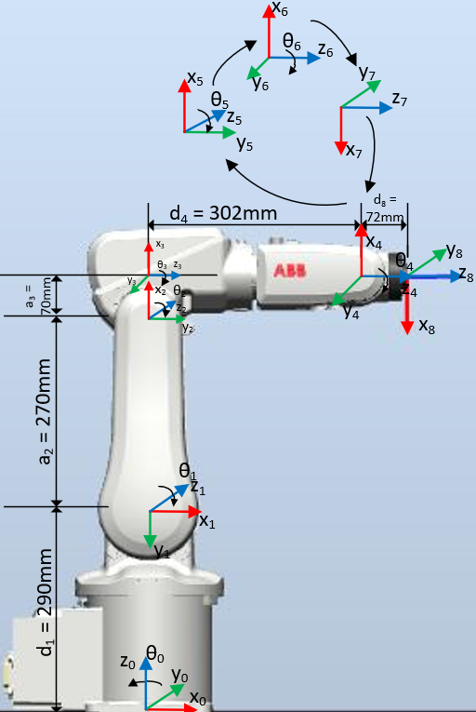 x6
θ6
z6
y6
y7
z7
x7
x5
θ5
z5
y5
d4 = 302mm
d8 =
72mm
x4
θ4
z4
y4
y8
z8
x8
ABB
x3
θ3
z3
y3
a3 =
70mm
x2
θ2
z2
y2
a2 = 270mm
θ1
z1
x1
y1
d1 = 290mm
z0
θ0
y0
x0